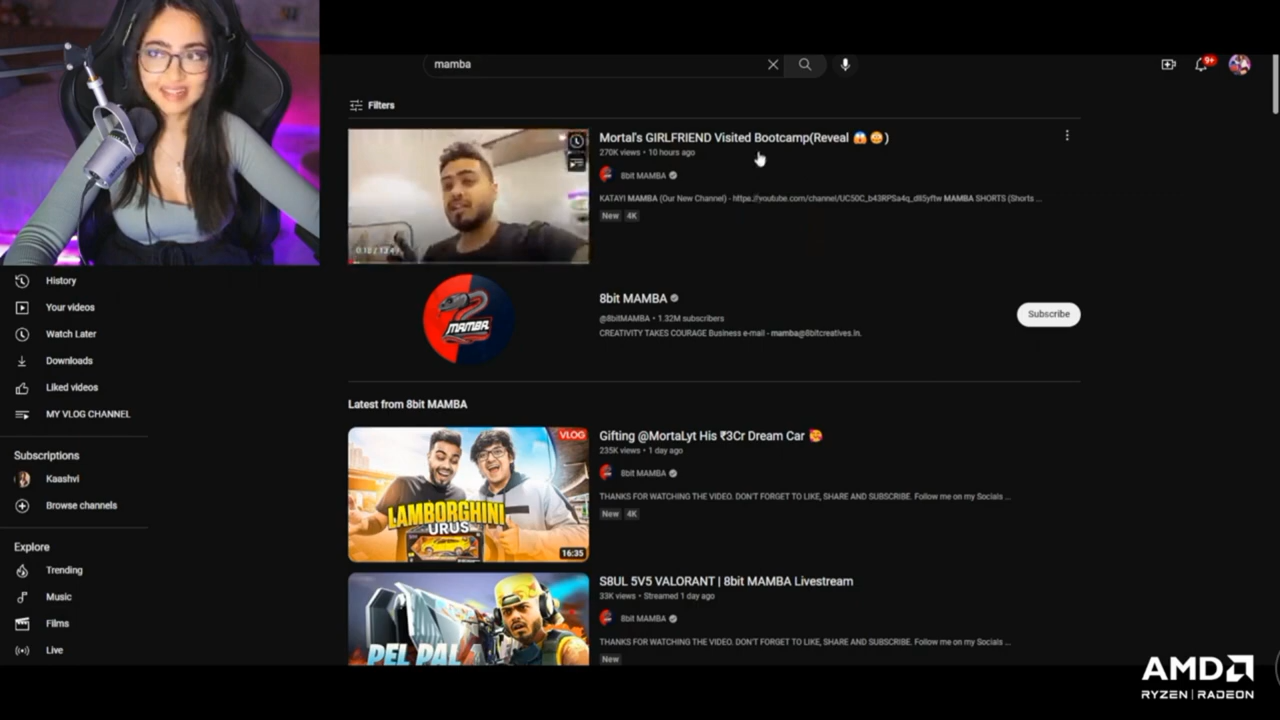 mamba
9+
Filters
Mortal's GIRLFRIEND Visited Bootcamp(Reveal 😱 😳)
270K views • 10 hours ago
8bit MAMBA
KATAYI MAMBA (Our New Channel) - MAMBA SHORTS (Shorts ...
New 4K
History
Your videos
Watch Later
Downloads
Liked videos
MY VLOG CHANNEL
Subscriptions
Kaashvi
Browse channels
Explore
Trending
Music
Films
Live
MAMBA
8bit MAMBA
@8bitMAMBA • 1.32M subscribers
CREATIVITY TAKES COURAGE Business e-mail - mamba@8bitcreatives.in.
Subscribe
Latest from 8bit MAMBA
VLOG
LAMBORGHINI
URUS
16:35
Gifting @MortaLyt His ₹3Cr Dream Car 🥰
235K views • 1 day ago
8bit MAMBA
THANKS FOR WATCHING THE VIDEO. DON'T FORGET TO LIKE, SHARE AND SUBSCRIBE. Follow me on my Socials ...
New 4K
PEL PAL
S8UL 5V5 VALORANT | 8bit MAMBA Livestream
33K views • Streamed 1 day ago
8bit MAMBA
THANKS FOR WATCHING THE VIDEO. DON'T FORGET TO LIKE, SHARE AND SUBSCRIBE. Follow me on my Socials ...
New
AMD
RYZEN | RADEON